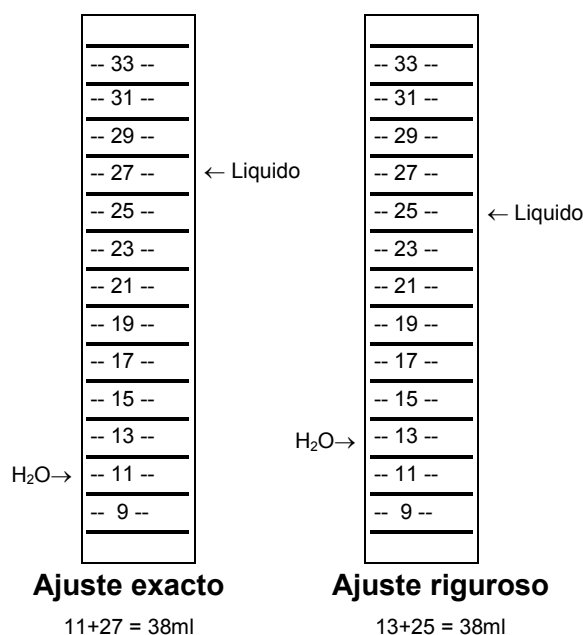 -- 33 --
-- 31 --
-- 29 --
-- 27 --
-- 25 --
-- 23 --
-- 21 --
-- 19 --
-- 17 --
-- 15 --
-- 13 --
-- 11 --
-- 9 --
← Liquido
H₂O→
Ajuste exacto
11+27 = 38ml
-- 33 --
-- 31 --
-- 29 --
-- 27 --
-- 25 --
-- 23 --
-- 21 --
-- 19 --
-- 17 --
-- 15 --
-- 13 --
-- 11 --
-- 9 --
← Liquido
H₂O→
Ajuste riguroso
13+25 = 38ml